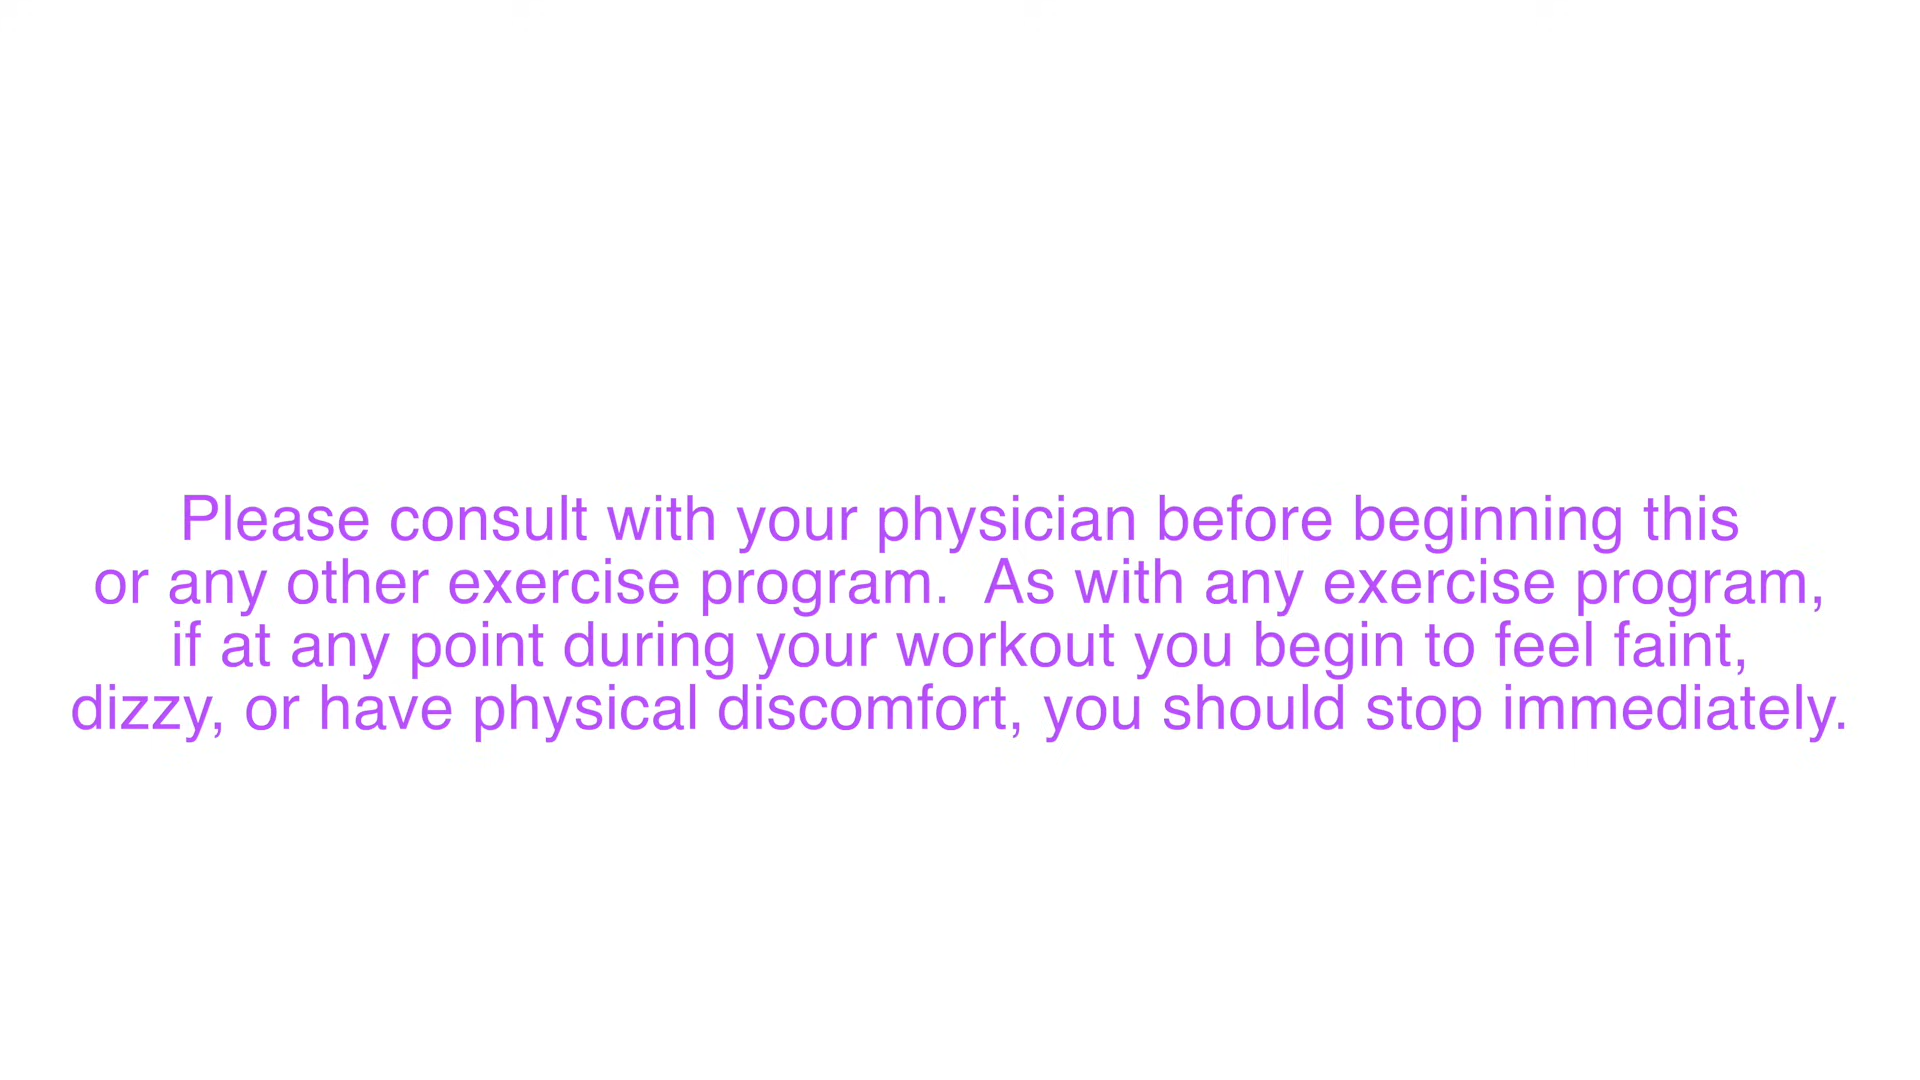 Please consult with your physician before beginning this
or any other exercise program.  As with any exercise program,
if at any point during your workout you begin to feel faint,
dizzy, or have physical discomfort, you should stop immediately.